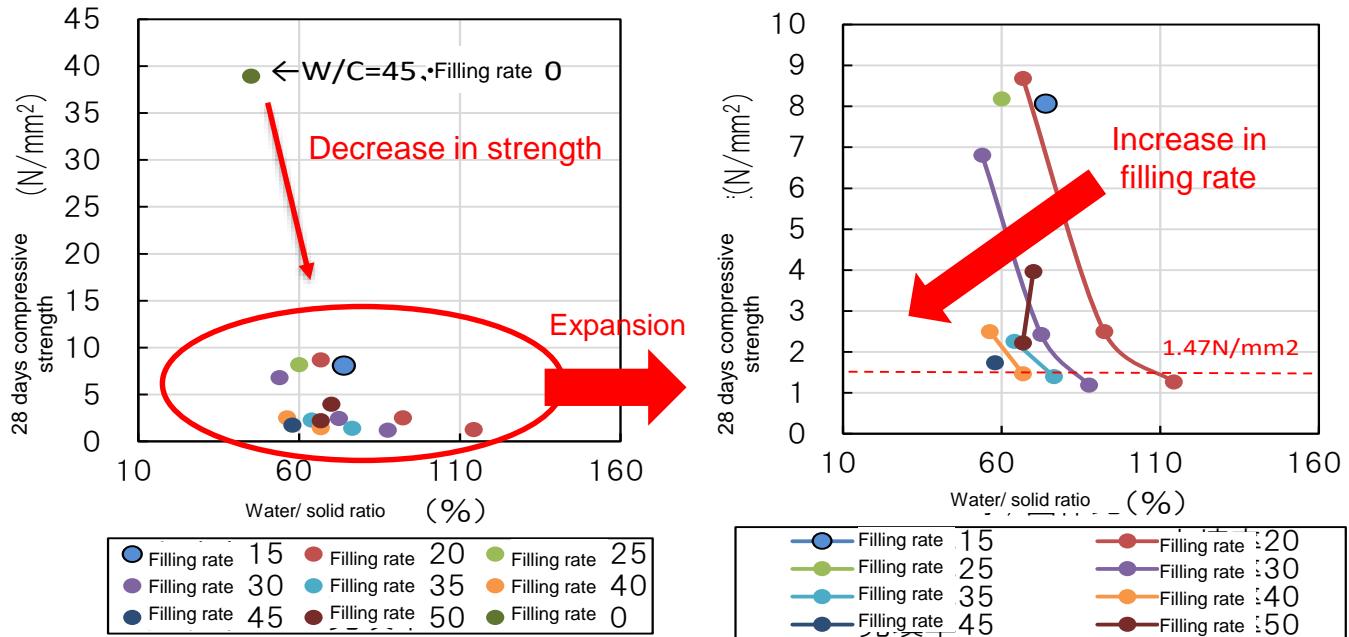 45
40
35
30
25
20
15
10
5
0
(N/mm²)
28 days compressive
strength
←W/C=45、・Filling rate 0
Decrease in strength
Expansion
10 60 110 160
Water/ solid ratio (%)
Filling rate 15 Filling rate 20 Filling rate 25
Filling rate 30 Filling rate 35 Filling rate 40
Filling rate 45 Filling rate 50 Filling rate 0
10
9
8
7
6
5
4
3
2
1
0
(N/mm²)
28 days compressive
strength
Increase in
filling rate
1.47N/mm2
10 60 110 160
Water/ solid ratio (%)
Filling rate 15 Filling rate 20
Filling rate 25 Filling rate 30
Filling rate 35 Filling rate 40
Filling rate 45 Filling rate 50